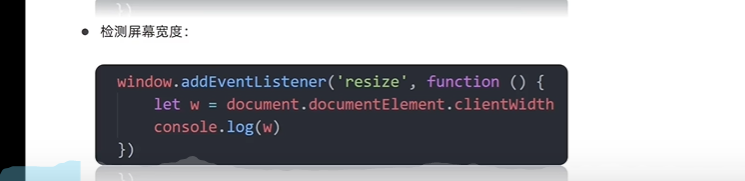 })
检测屏幕宽度：
window.addEventListener('resize', function () {
let w = document.documentElement.clientWidth
console.log(w)
})
})